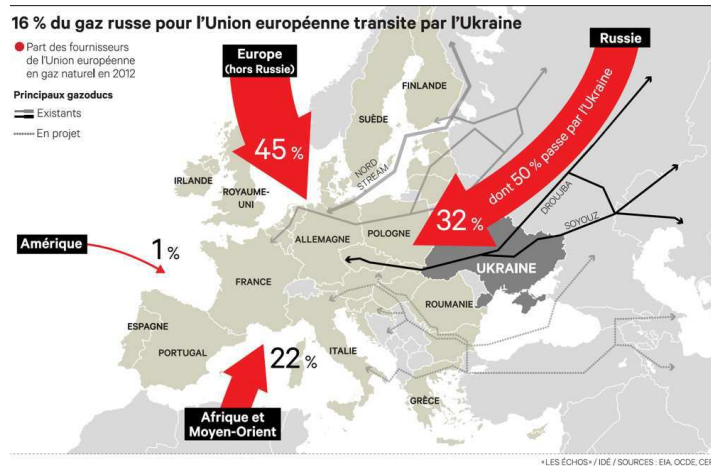 16 % du gaz russe pour l'Union européenne transite par l'Ukraine
Part des fournisseurs
de l'Union européenne
en gaz naturel en 2012
Principaux gazoducs
Existants
En projet
Europe
(hors Russie)
45 %
Russie
dont 50 % passe par l'Ukraine
32 %
FINLANDE
SUÈDE
NORD
STREAM
IRLANDE
ROYAUME-
UNI
DROUJBA
SOYOUZ
POLOGNE
ALLEMAGNE
Amérique
1 %
UKRAINE
FRANCE
ROUMANIE
ESPAGNE
PORTUGAL
22 %
ITALIE
GRÈCE
Afrique et
Moyen-Orient
«LES ÉCHOS» / IDÉ / SOURCES : EIA, OCDE, CER